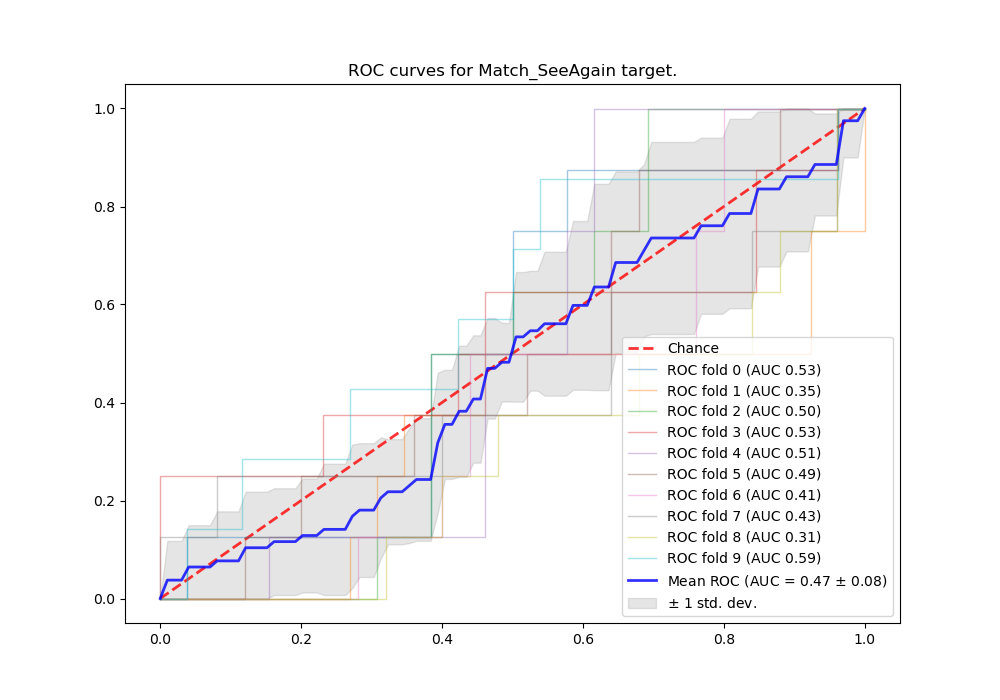 ROC curves for Match_SeeAgain target.
1.0
0.8
0.6
0.4
0.2
0.0
0.0 0.2 0.4 0.6 0.8 1.0
Chance
ROC fold 0 (AUC 0.53)
ROC fold 1 (AUC 0.35)
ROC fold 2 (AUC 0.50)
ROC fold 3 (AUC 0.53)
ROC fold 4 (AUC 0.51)
ROC fold 5 (AUC 0.49)
ROC fold 6 (AUC 0.41)
ROC fold 7 (AUC 0.43)
ROC fold 8 (AUC 0.31)
ROC fold 9 (AUC 0.59)
Mean ROC (AUC = 0.47 ± 0.08)
± 1 std. dev.